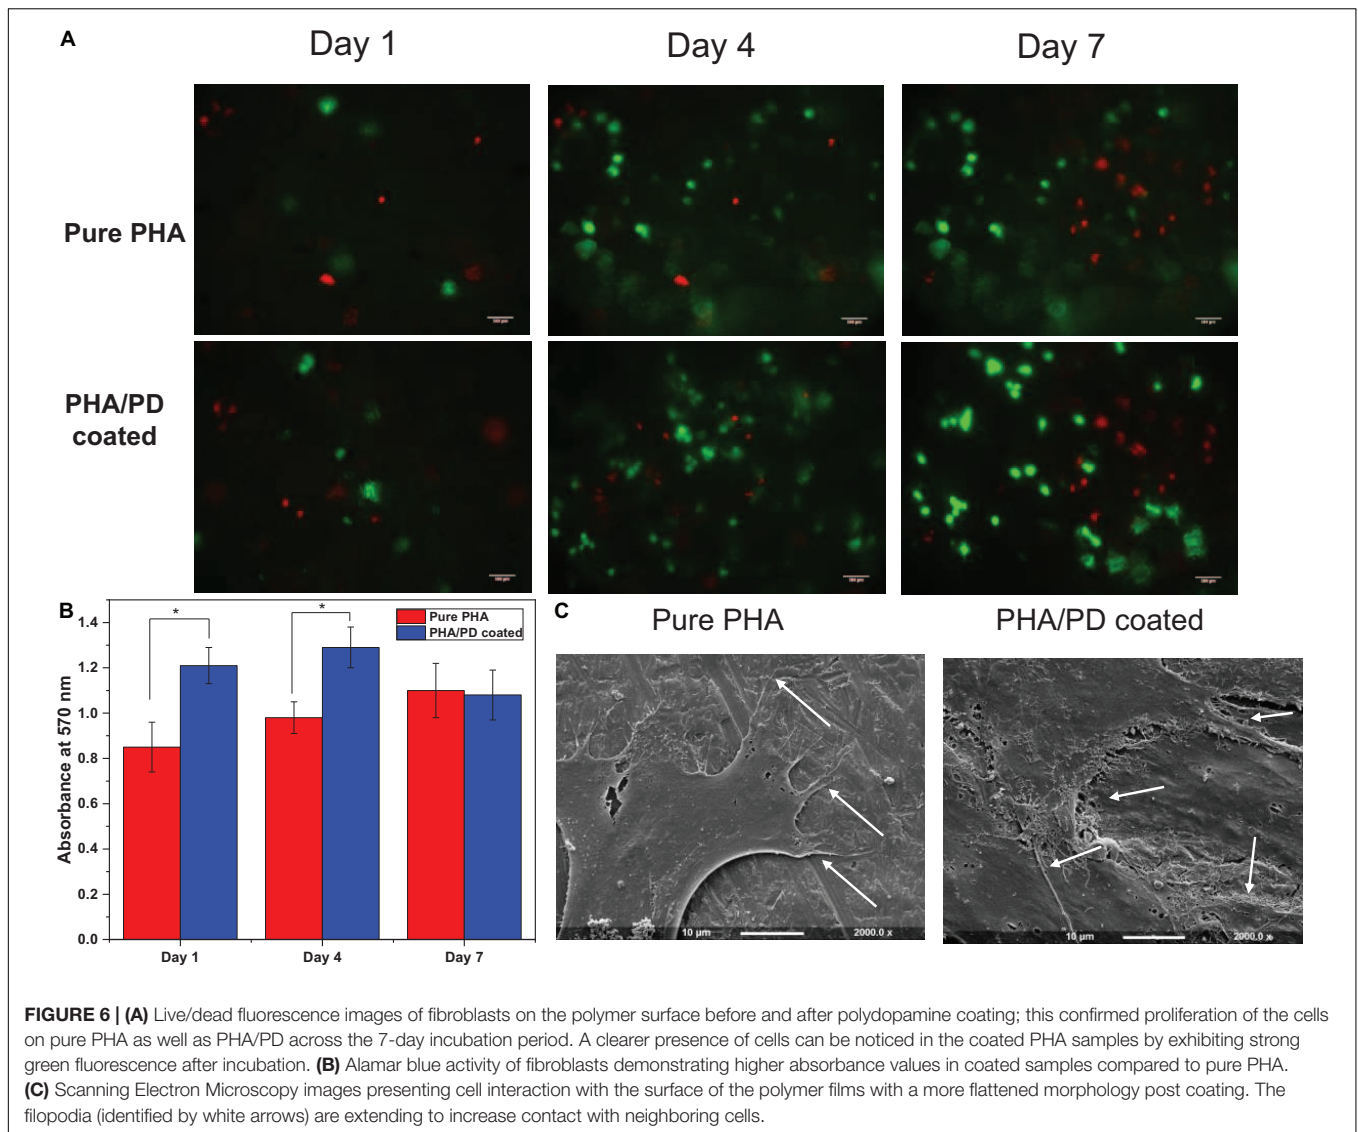 A
Day 1
Day 4
Day 7
Pure PHA
PHA/PD
coated
B
Absorbance at 570 nm
1.4
1.2
1.0
0.8
0.6
0.4
0.2
0.0
*
*
Pure PHA
PHA/PD coated
Day 1
Day 4
Day 7
C
Pure PHA
PHA/PD coated
10 µm
2000.0 x
10 µm
2000.0 x
FIGURE 6 | (A) Live/dead fluorescence images of fibroblasts on the polymer surface before and after polydopamine coating; this confirmed proliferation of the cells
on pure PHA as well as PHA/PD across the 7-day incubation period. A clearer presence of cells can be noticed in the coated PHA samples by exhibiting strong
green fluorescence after incubation. (B) Alamar blue activity of fibroblasts demonstrating higher absorbance values in coated samples compared to pure PHA.
(C) Scanning Electron Microscopy images presenting cell interaction with the surface of the polymer films with a more flattened morphology post coating. The
filopodia (identified by white arrows) are extending to increase contact with neighboring cells.